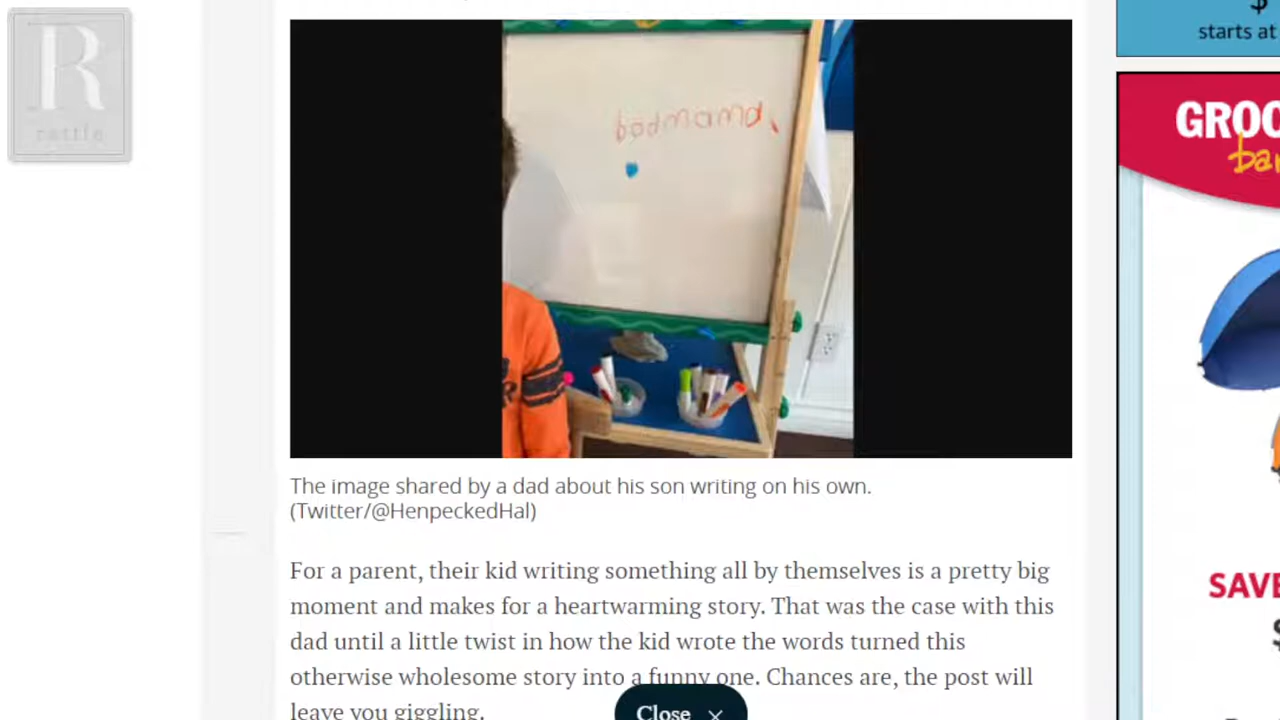 R
rattle
badmama
The image shared by a dad about his son writing on his own.
(Twitter/@HenpeckedHal)
For a parent, their kid writing something all by themselves is a pretty big
moment and makes for a heartwarming story. That was the case with this
dad until a little twist in how the kid wrote the words turned this
otherwise wholesome story into a funny one. Chances are, the post will
leave you giggling.
Close ×
$
starts at
GROC
bar
SAVE
$